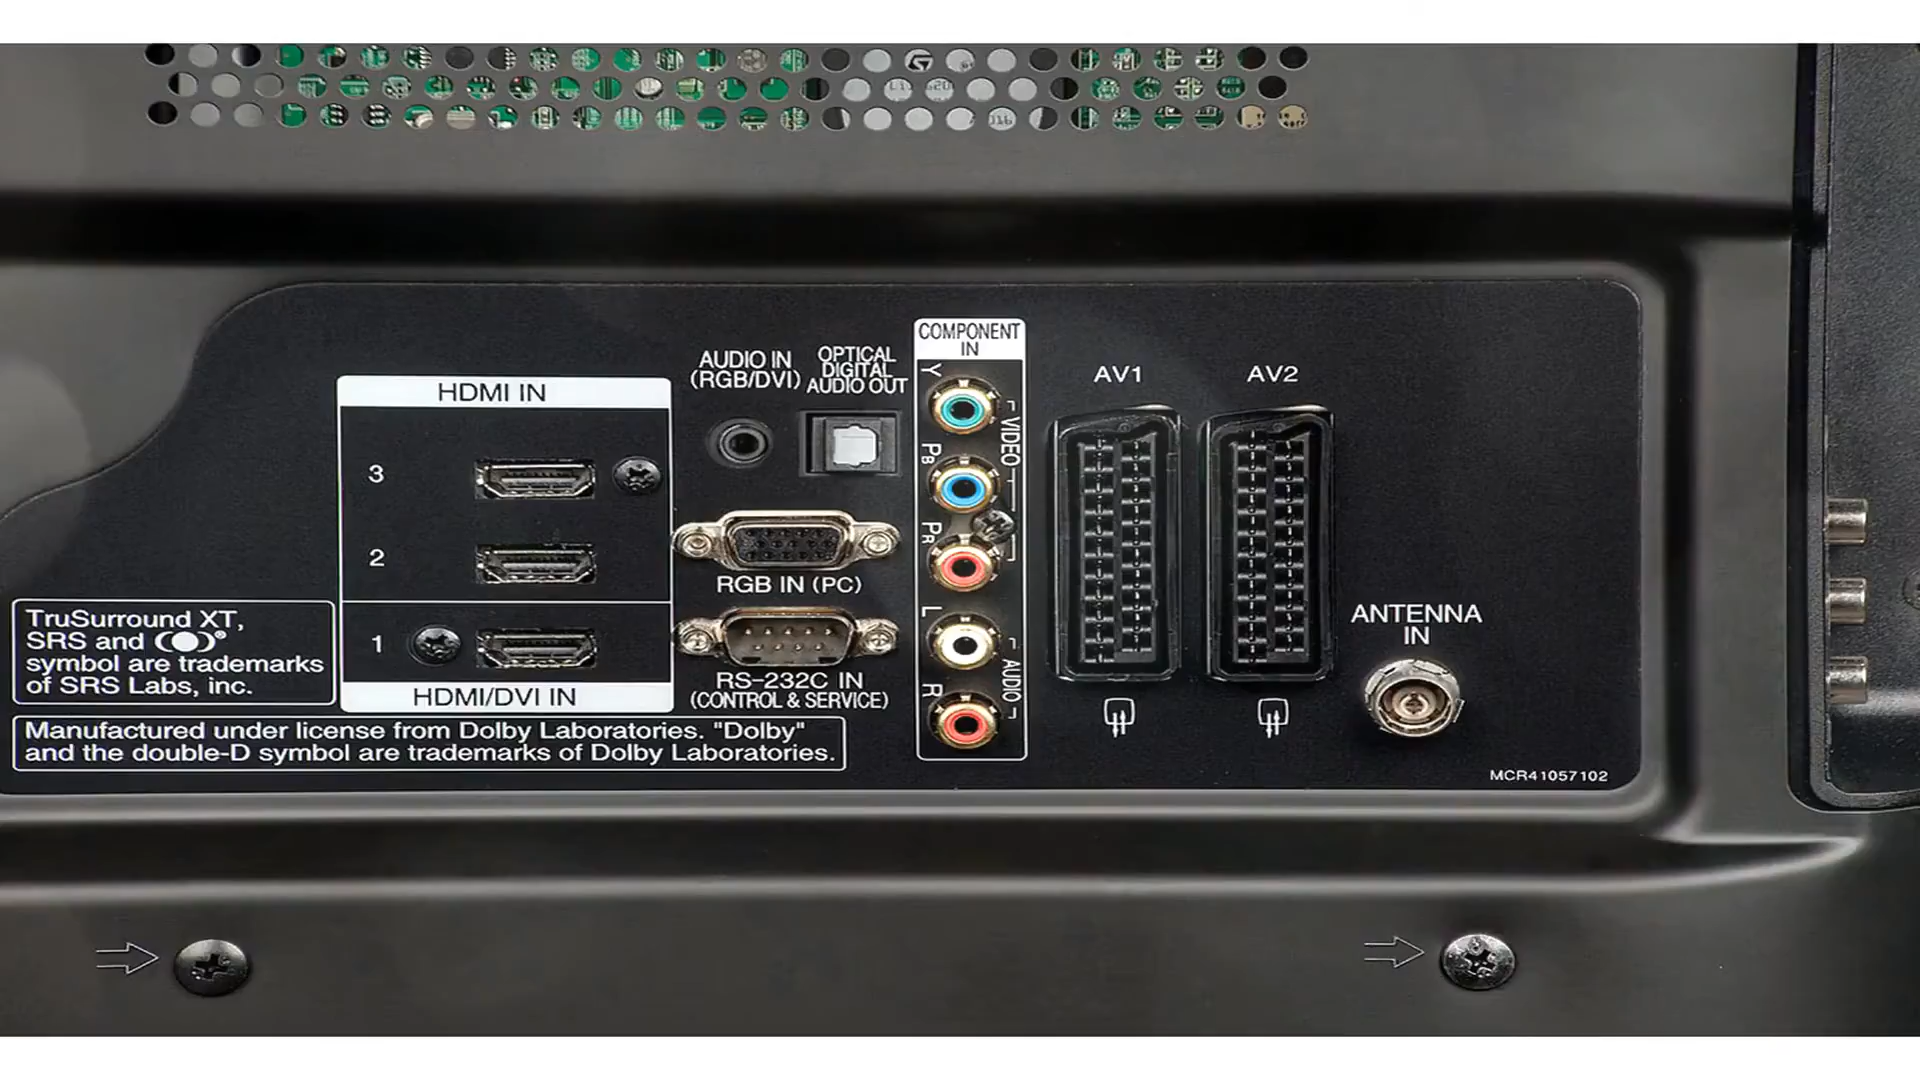 COMPONENT
IN
AUDIO IN
(RGB/DVI)
OPTICAL
DIGITAL
AUDIO OUT
HDMI IN
3
2
1
HDMI/DVI IN
RGB IN (PC)
RS-232C IN
(CONTROL & SERVICE)
Y
PB
PR
VIDEO
L
R
AUDIO
AV1
AV2
ANTENNA
IN
TruSurround XT,
SRS and (●)®
symbol are trademarks
of SRS Labs, inc.
Manufactured under license from Dolby Laboratories. "Dolby"
and the double-D symbol are trademarks of Dolby Laboratories.
MCR41057102